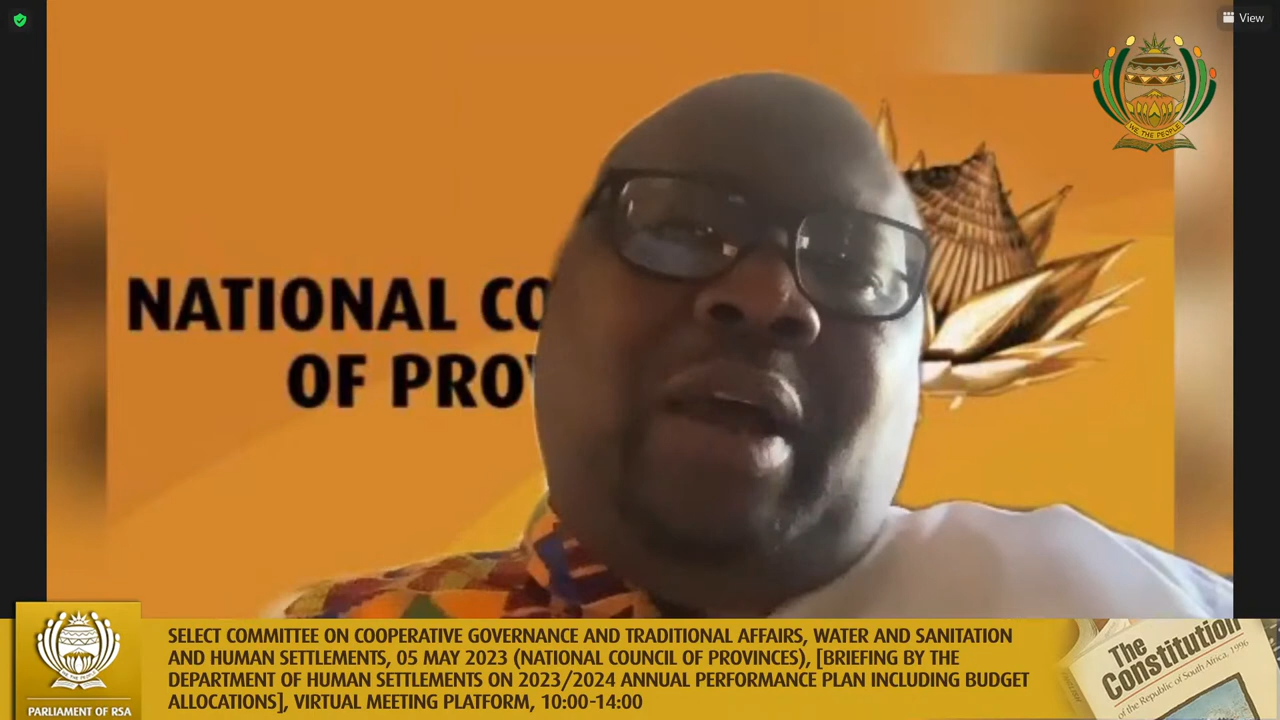 View
WE, THE PEOPLE
NATIONAL CO
OF PROV
SELECT COMMITTEE ON COOPERATIVE GOVERNANCE AND TRADITIONAL AFFAIRS, WATER AND SANITATION
AND HUMAN SETTLEMENTS, 05 MAY 2023 (NATIONAL COUNCIL OF PROVINCES), [BRIEFING BY THE
DEPARTMENT OF HUMAN SETTLEMENTS ON 2023/2024 ANNUAL PERFORMANCE PLAN INCLUDING BUDGET
ALLOCATIONS], VIRTUAL MEETING PLATFORM, 10:00-14:00
PARLIAMENT OF RSA
The
Constitution
of the Republic of South Africa, 1996